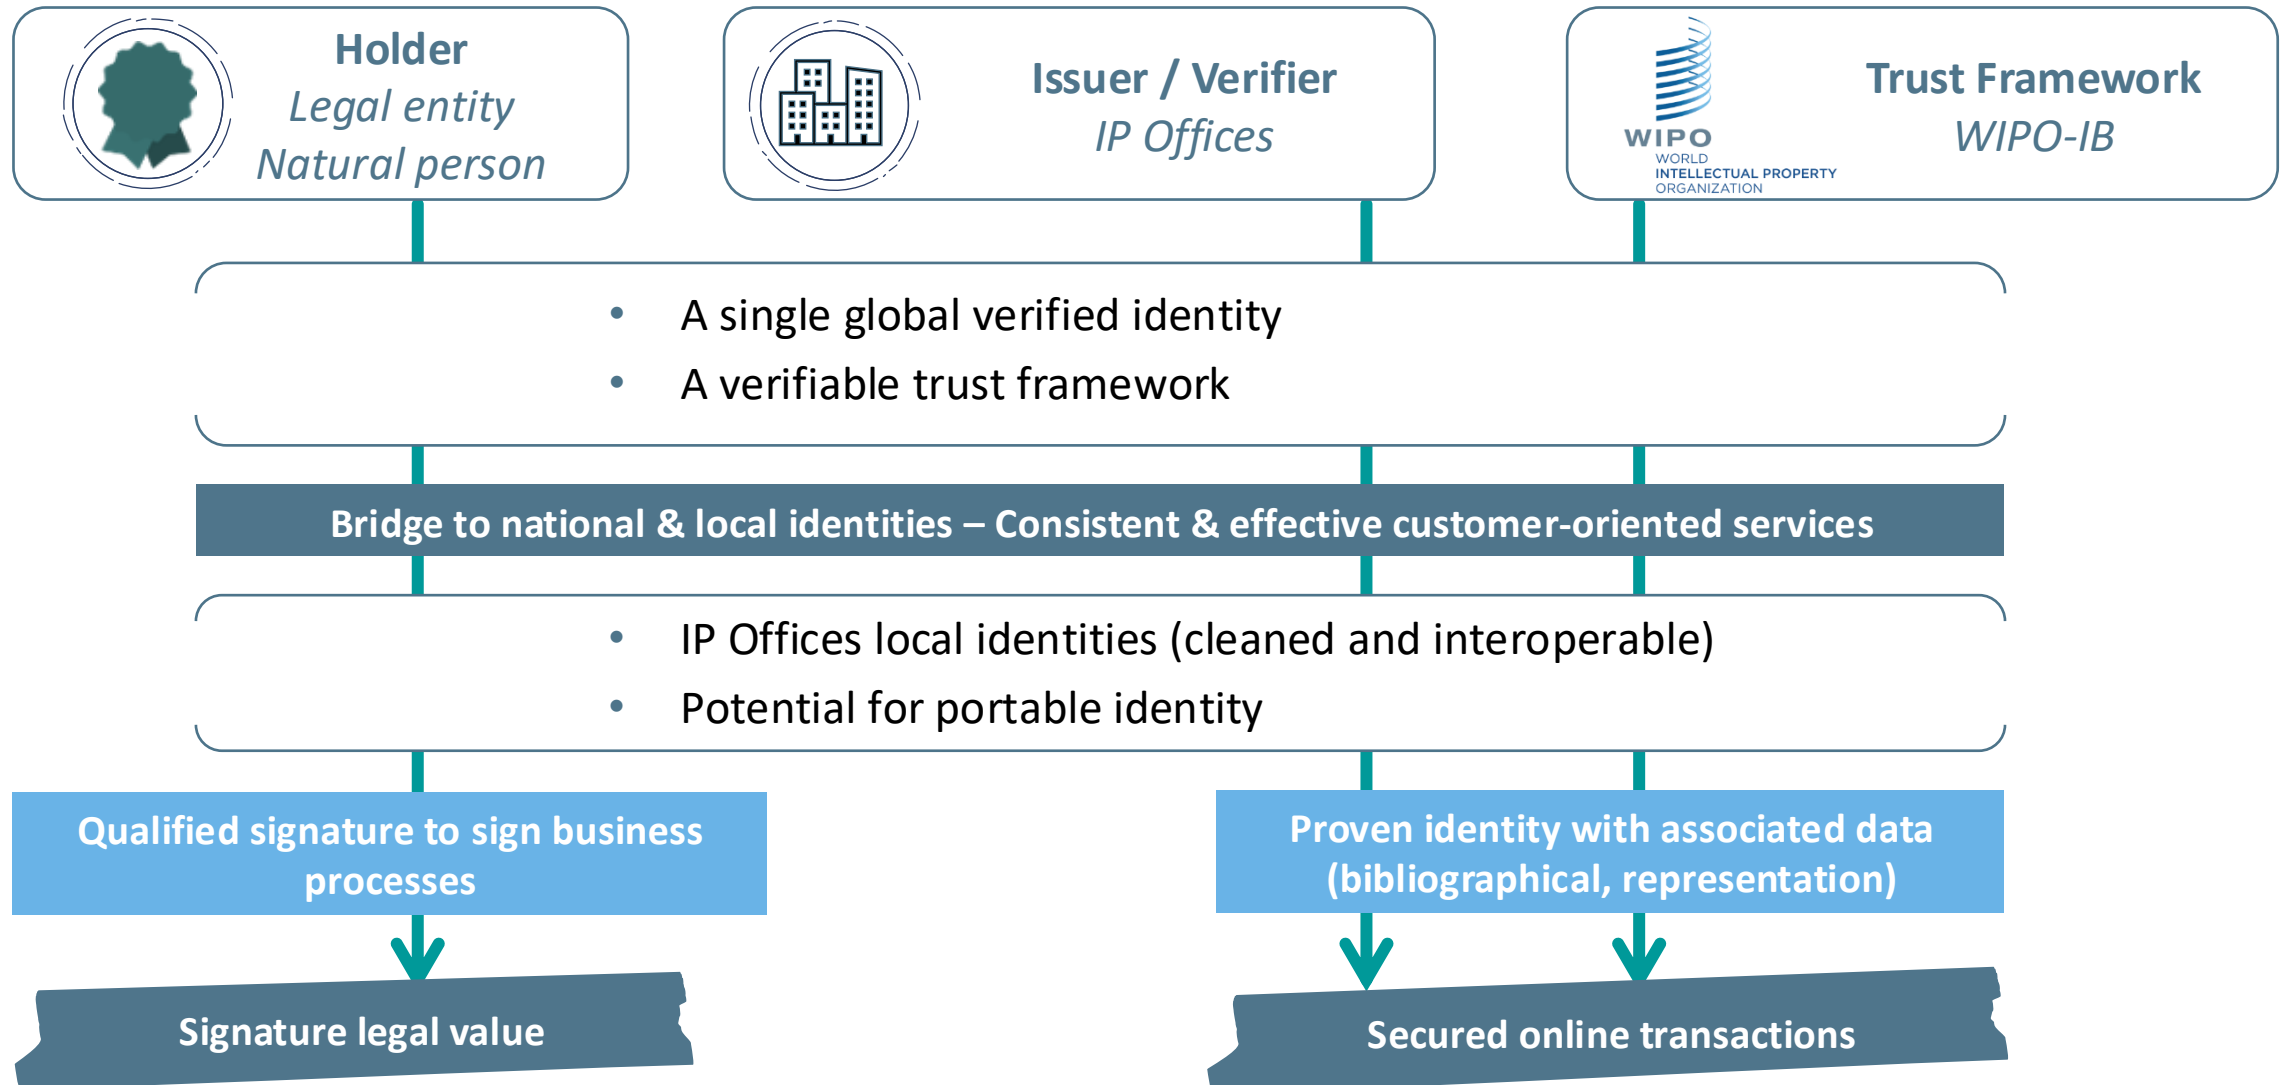 Holder
Legal entity
Natural person
Issuer / Verifier
IP Offices
WIPO
WORLD
INTELLECTUAL PROPERTY
ORGANIZATION
Trust Framework
WIPO-IB
• A single global verified identity
• A verifiable trust framework
Bridge to national & local identities – Consistent & effective customer-oriented services
• IP Offices local identities (cleaned and interoperable)
• Potential for portable identity
Qualified signature to sign business
processes
Proven identity with associated data
(bibliographical, representation)
Signature legal value
Secured online transactions